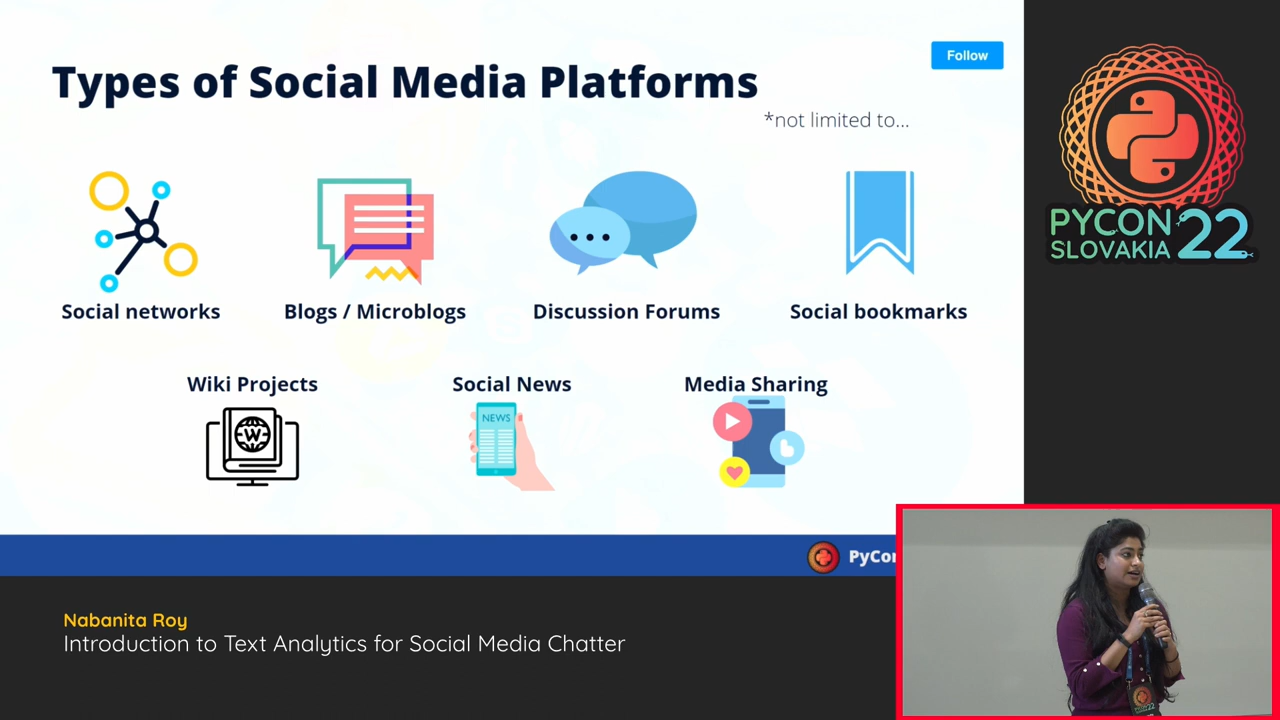 Types of Social Media Platforms
Follow
*not limited to...
Social networks
Blogs / Microblogs
Discussion Forums
Social bookmarks
Wiki Projects
Social News
Media Sharing
W
NEWS
PYCON 22
SLOVAKIA
Nabanita Roy
Introduction to Text Analytics for Social Media Chatter